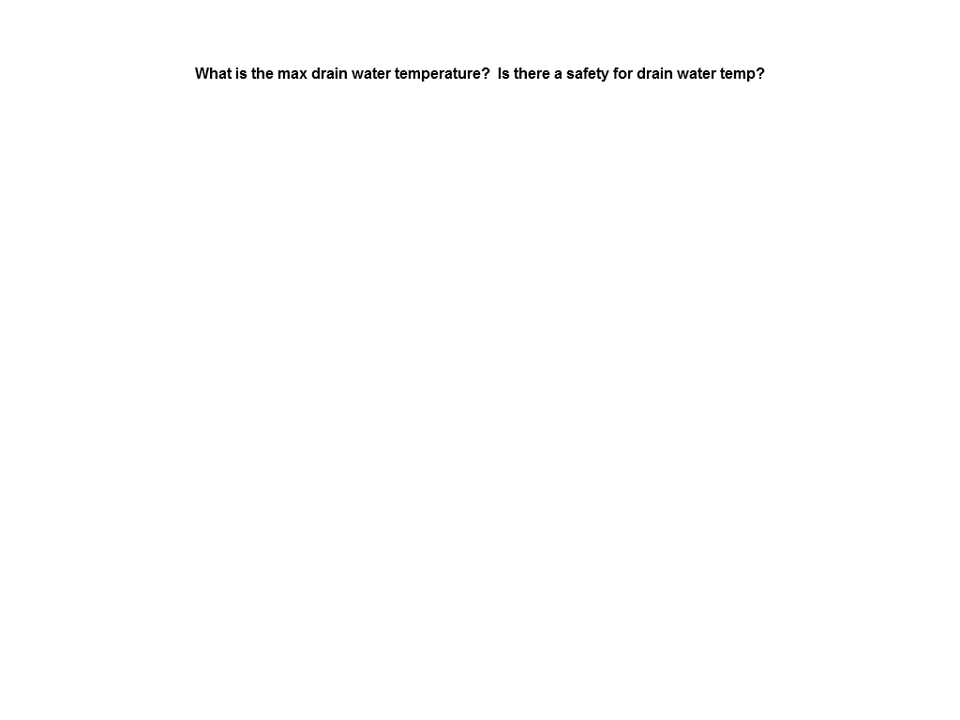 What is the max drain water temperature?  Is there a safety for drain water temp?